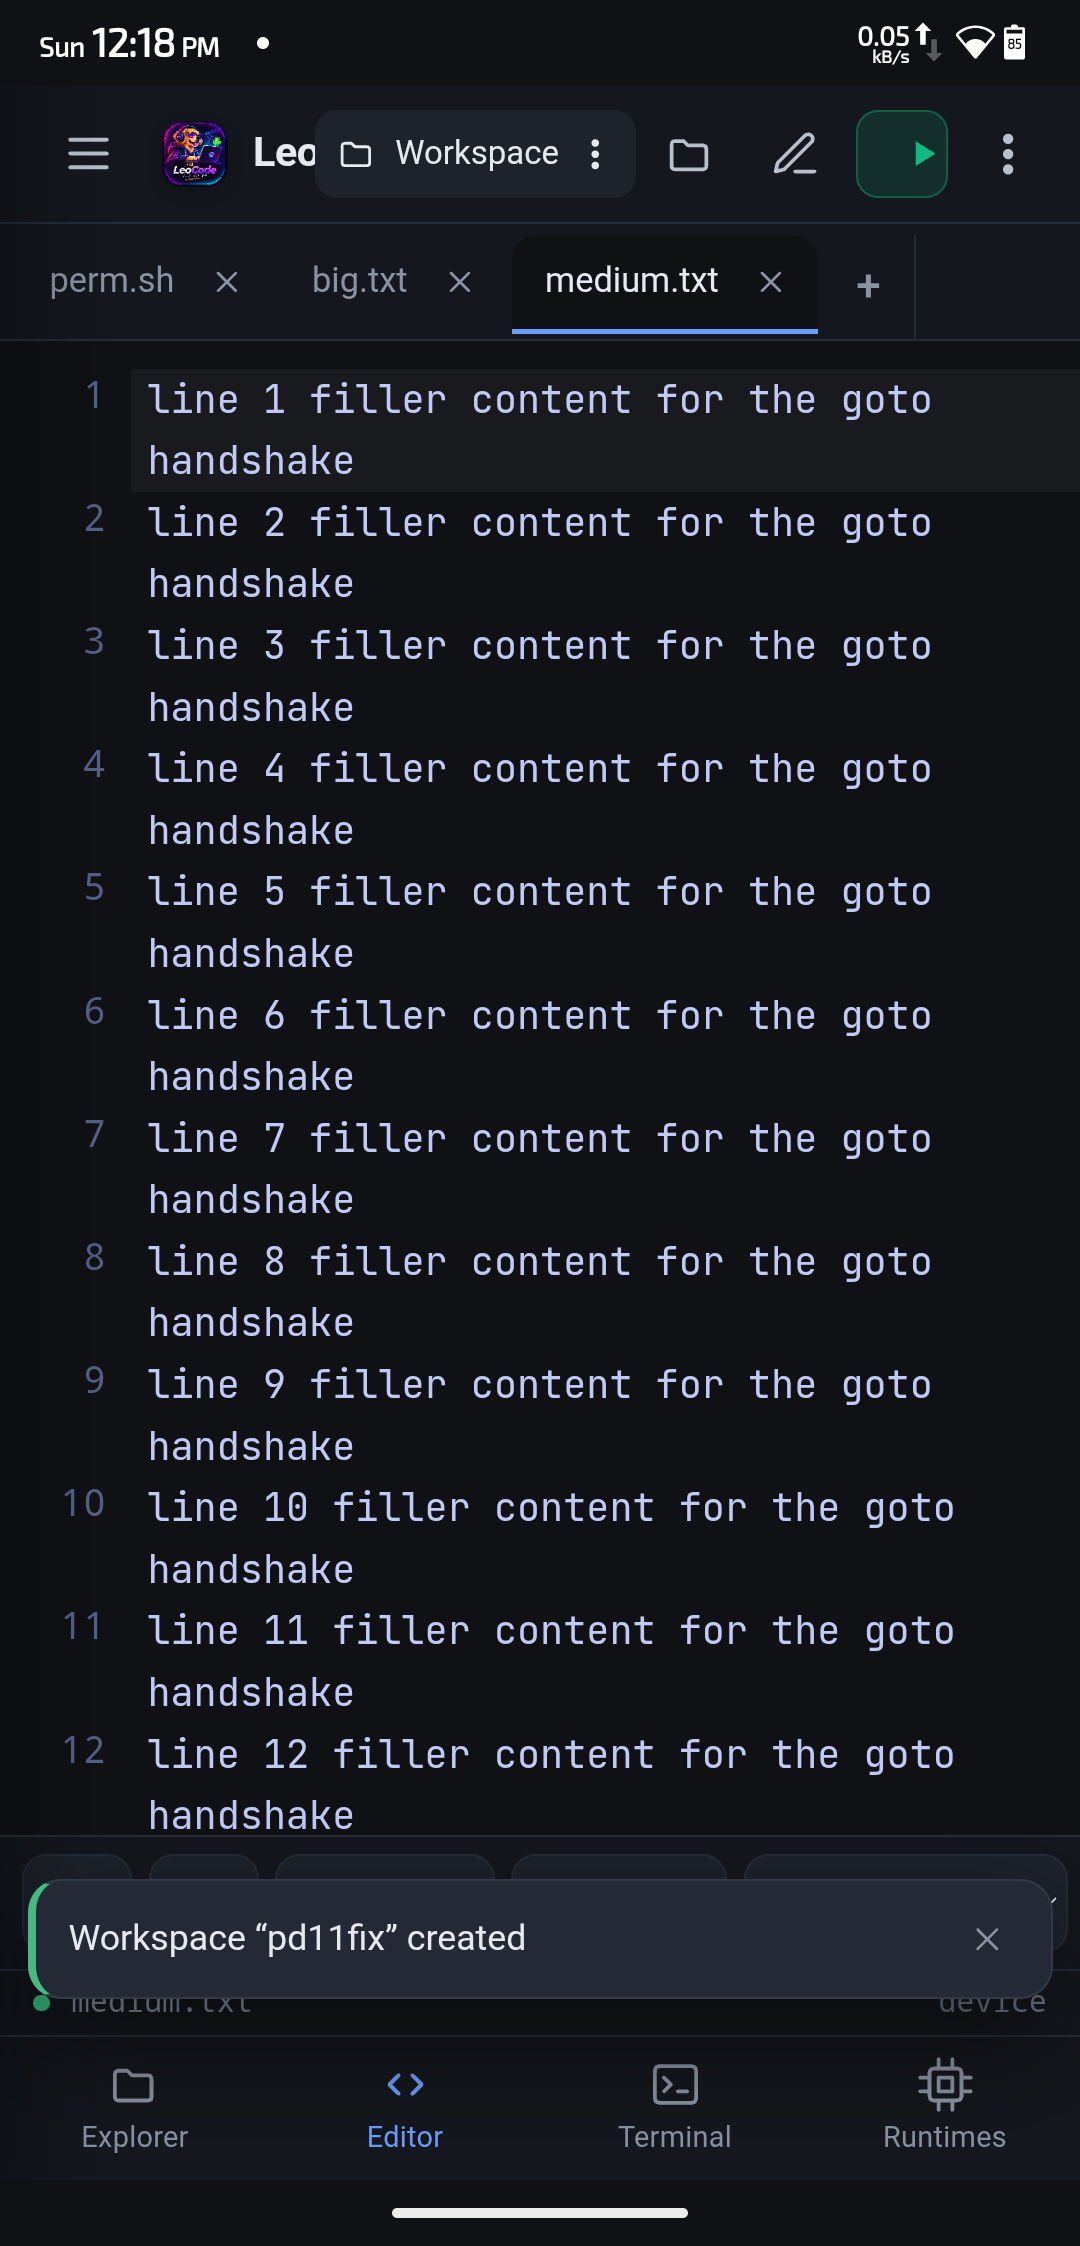 Sun 12:18 PM
0.05
kB/s
85
LeoCode
Leo
Workspace
perm.sh
big.txt
medium.txt
+
1 line 1 filler content for the goto
handshake
2 line 2 filler content for the goto
handshake
3 line 3 filler content for the goto
handshake
4 line 4 filler content for the goto
handshake
5 line 5 filler content for the goto
handshake
6 line 6 filler content for the goto
handshake
7 line 7 filler content for the goto
handshake
8 line 8 filler content for the goto
handshake
9 line 9 filler content for the goto
handshake
10 line 10 filler content for the goto
handshake
11 line 11 filler content for the goto
handshake
12 line 12 filler content for the goto
handshake
Workspace “pd11fix” created
medium.txt device
Explorer
Editor
Terminal
Runtimes